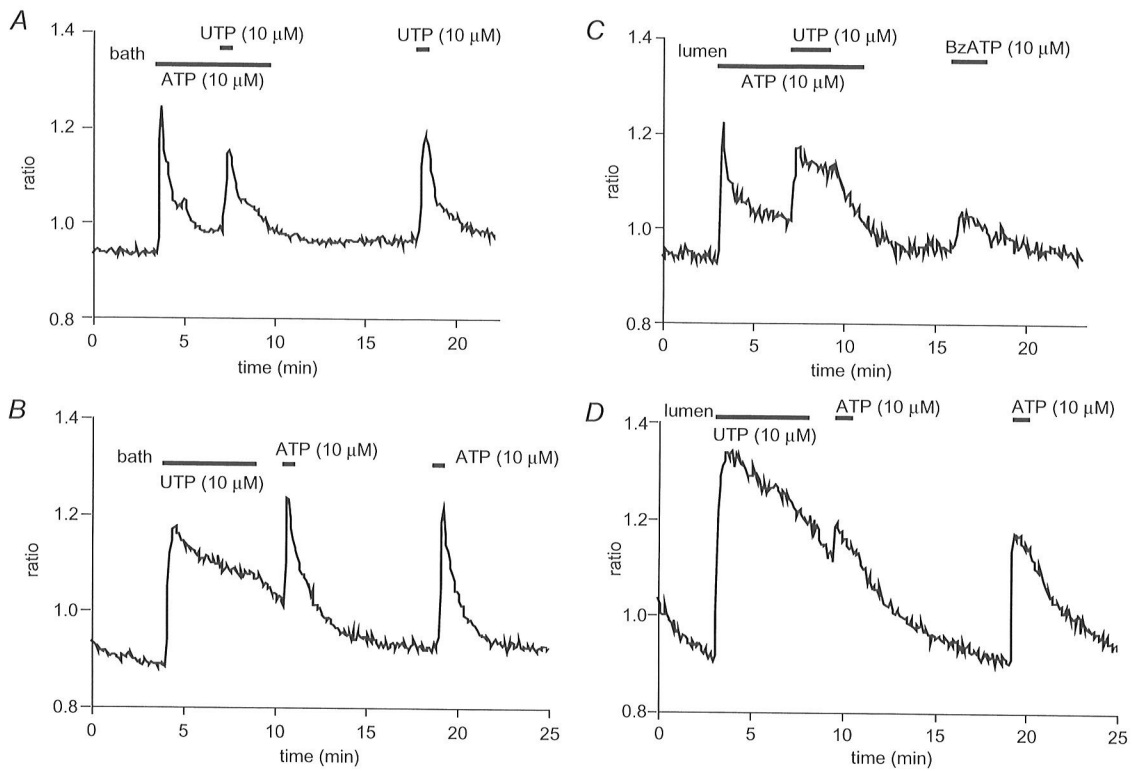 A
1.4
1.2
1.0
0.8
ratio
bath
UTP (10 μM)
UTP (10 μM)
ATP (10 μM)
0 5 10 15 20
time (min)
C
1.4
1.2
1.0
0.8
ratio
lumen
UTP (10 μM)
BzATP (10 μM)
ATP (10 μM)
0 5 10 15 20
time (min)
B
1.4
1.2
1.0
0.8
ratio
bath
ATP (10 μM)
ATP (10 μM)
UTP (10 μM)
0 5 10 15 20 25
time (min)
D
1.4
1.2
1.0
0.8
ratio
lumen
ATP (10 μM)
ATP (10 μM)
UTP (10 μM)
0 5 10 15 20 25
time (min)